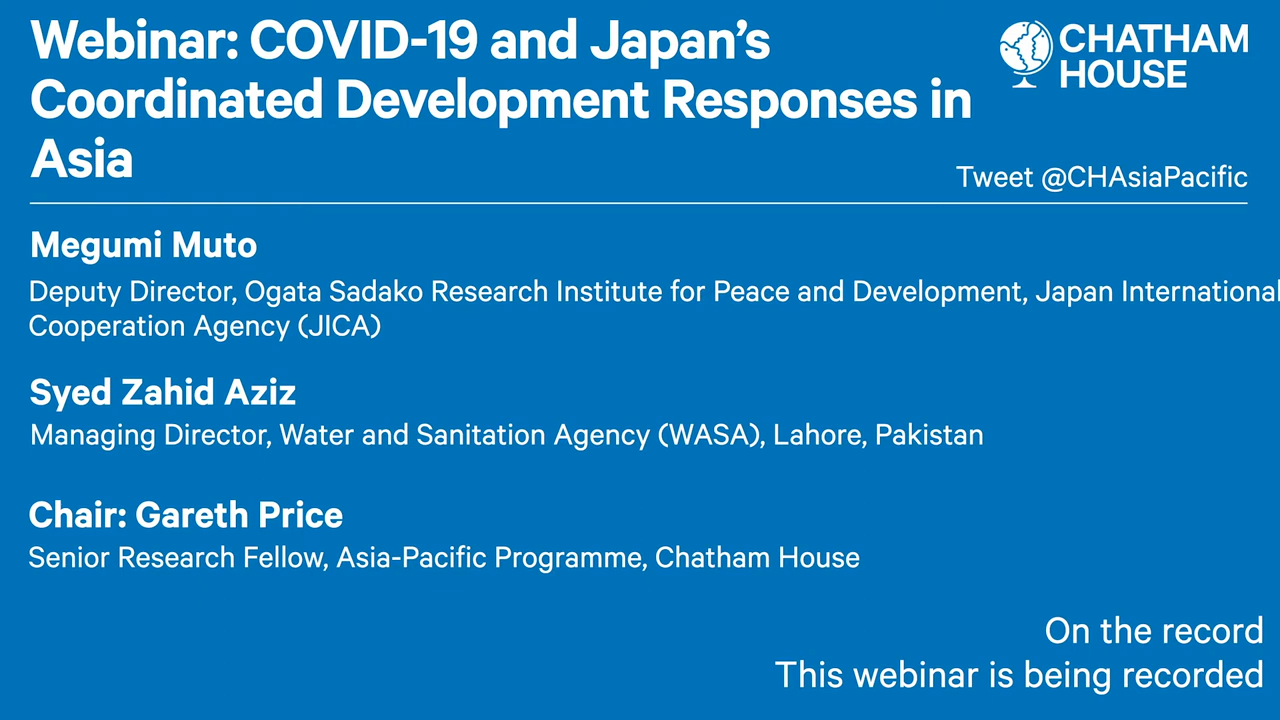 Webinar: COVID-19 and Japan’s
Coordinated Development Responses in
Asia
CHATHAM
HOUSE
Tweet @CHAsiaPacific
Megumi Muto
Deputy Director, Ogata Sadako Research Institute for Peace and Development, Japan International
Cooperation Agency (JICA)
Syed Zahid Aziz
Managing Director, Water and Sanitation Agency (WASA), Lahore, Pakistan
Chair: Gareth Price
Senior Research Fellow, Asia-Pacific Programme, Chatham House
On the record
This webinar is being recorded